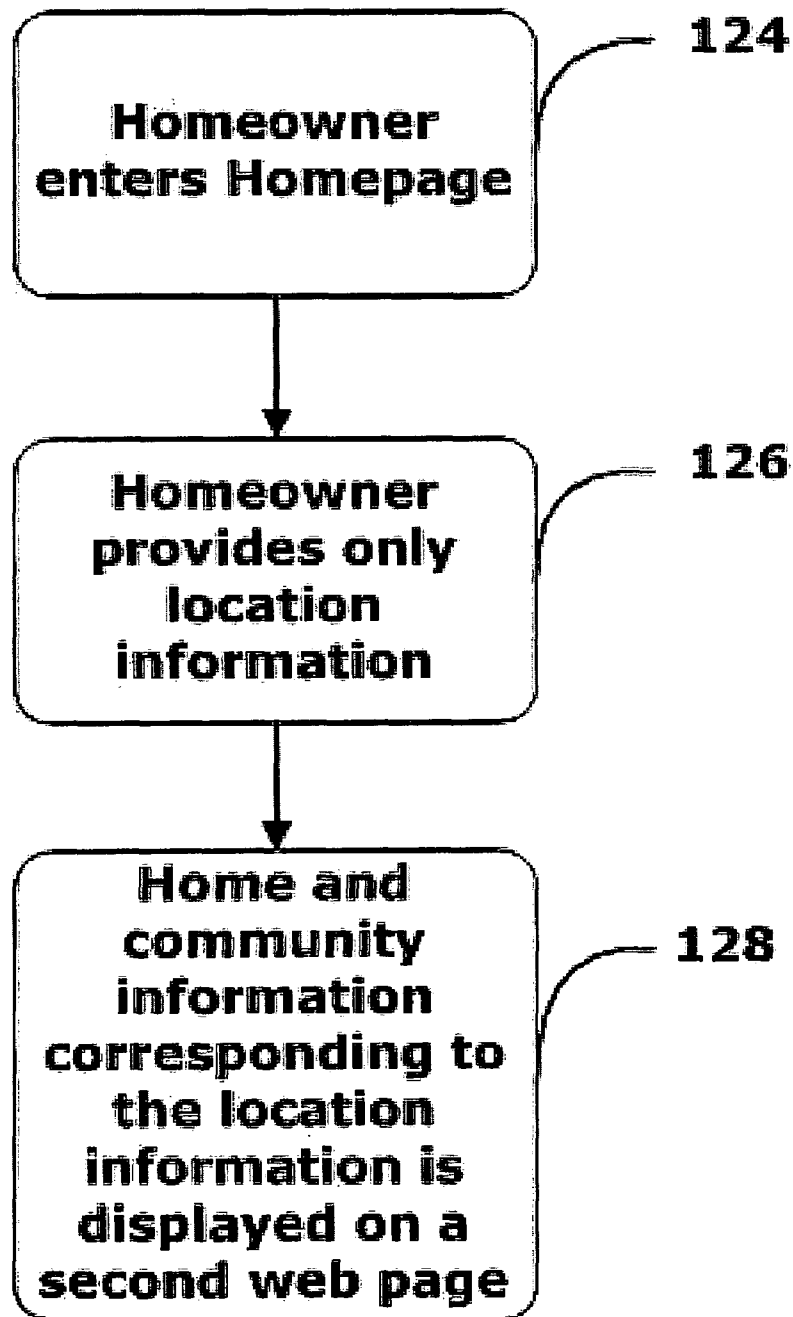 124
Homeowner
enters Homepage
126
Homeowner
provides only
location
information
128
Home and
community
information
corresponding to
the location
information is
displayed on a
second web page